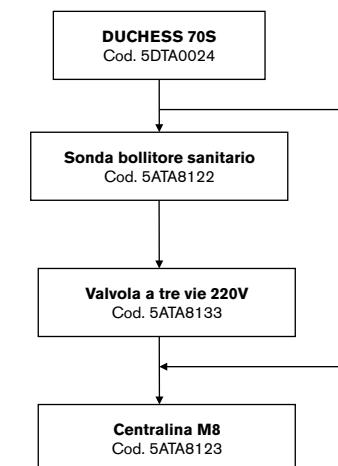 DUCHESS 70S
Cod. 5DTA0024
Sonda bollitore sanitario
Cod. 5ATA8122
Valvola a tre vie 220V
Cod. 5ATA8133
Centralina M8
Cod. 5ATA8123